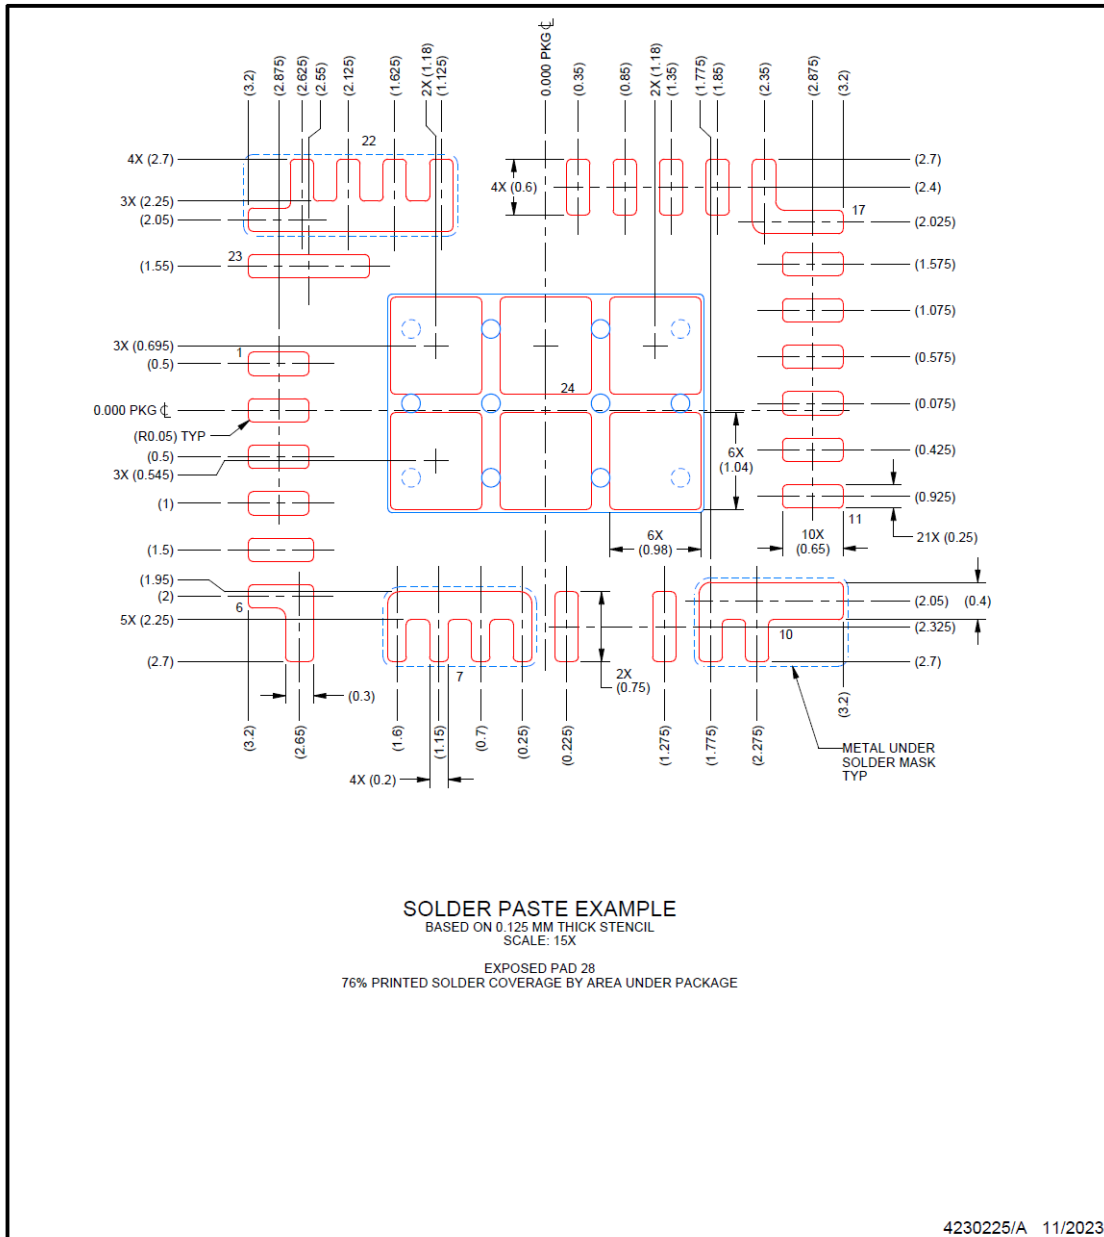 (3.2)
(2.875)
(2.625)
(2.55)
(2.125)
(1.625)
2X (1.18)
(1.125)
0.000 PKG ℄
(0.35)
(0.85)
2X (1.18)
(1.35)
(1.775)
(1.85)
(2.35)
(2.875)
(3.2)
22
4X (2.7)
(2.7)
4X (0.6)
(2.4)
3X (2.25)
17
(2.05)
(2.025)
23
(1.55)
(1.575)
(1.075)
3X (0.695)
1
(0.5)
(0.575)
24
0.000 PKG ℄
(0.075)
(R0.05) TYP
(0.5)
3X (0.545)
6X
(1.04)
(0.425)
(1)
(0.925)
11
21X (0.25)
10X
(0.65)
6X
(0.98)
(1.5)
(1.95)
(2)
6
(2.05)
(0.4)
5X (2.25)
(2.325)
10
(2.7)
7
(2.7)
2X
(0.75)
(0.3)
(3.2)
(3.2)
(2.65)
(1.6)
(1.15)
(0.7)
(0.25)
(0.225)
(1.275)
(1.775)
(2.275)
4X (0.2)
METAL UNDER
SOLDER MASK
TYP
SOLDER PASTE EXAMPLE
BASED ON 0.125 MM THICK STENCIL
SCALE: 15X
EXPOSED PAD 28
76% PRINTED SOLDER COVERAGE BY AREA UNDER PACKAGE
4230225/A 11/2023